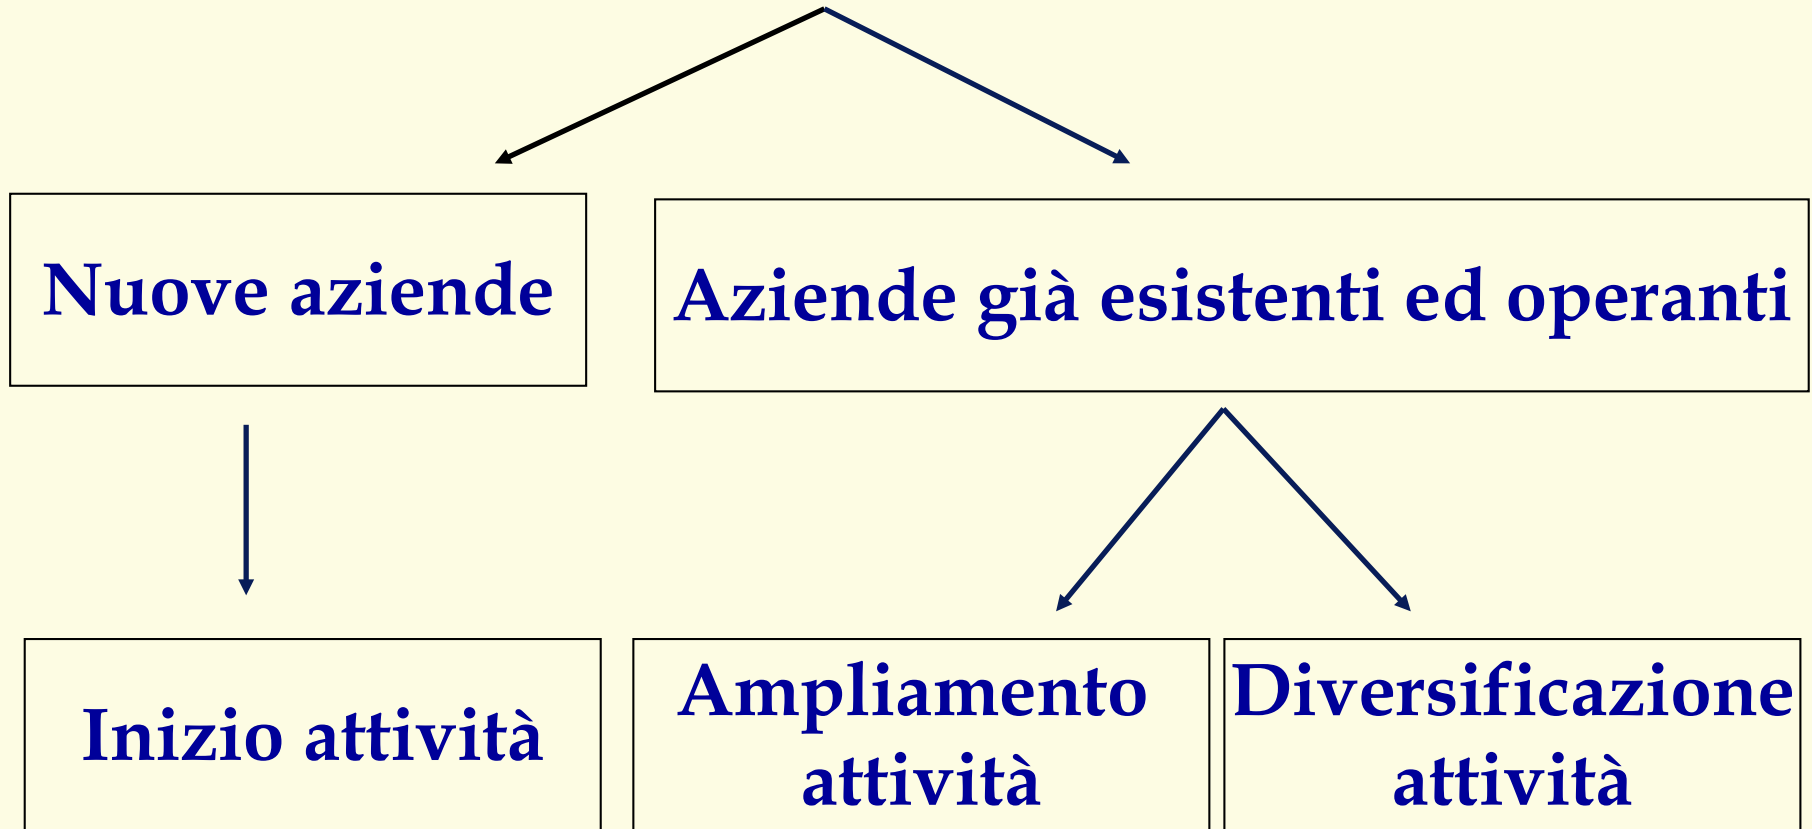 Nuove aziende
Aziende già esistenti ed operanti
Inizio attività
Ampliamento
attività
Diversificazione
attività